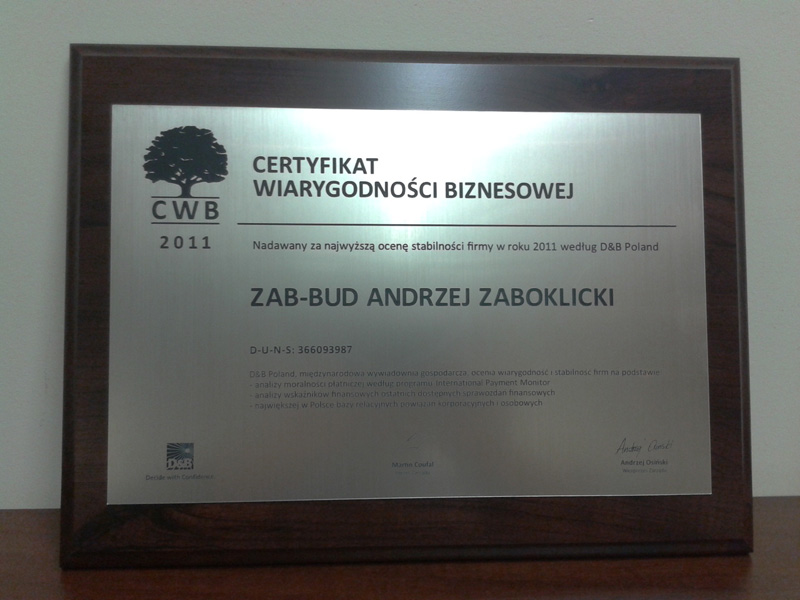 CWB
2011
CERTYFIKAT
WIARYGODNOŚCI BIZNESOWEJ
Nadawany za najwyższą ocenę stabilności firmy w roku 2011 według D&B Poland
ZAB-BUD ANDRZEJ ZABOKLICKI
D-U-N-S: 366093987
D&B Poland, międzynarodowa wywiadownia gospodarcza, ocenia wiarygodność i stabilność firm na podstawie:
- analizy moralności płatniczej według programu International Payment Monitor
- analizy wskaźników finansowych ostatnich dostępnych sprawozdań finansowych
- największej w Polsce bazy relacyjnych powiązań korporacyjnych i osobowych
D&B
Decide with Confidence
Martin Coufal
Andrzej Osiński